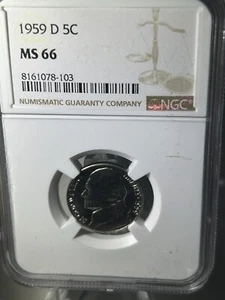 1959 D 5C
MS 66
8161078-103
NUMISMATIC GUARANTY COMPANY
NGC